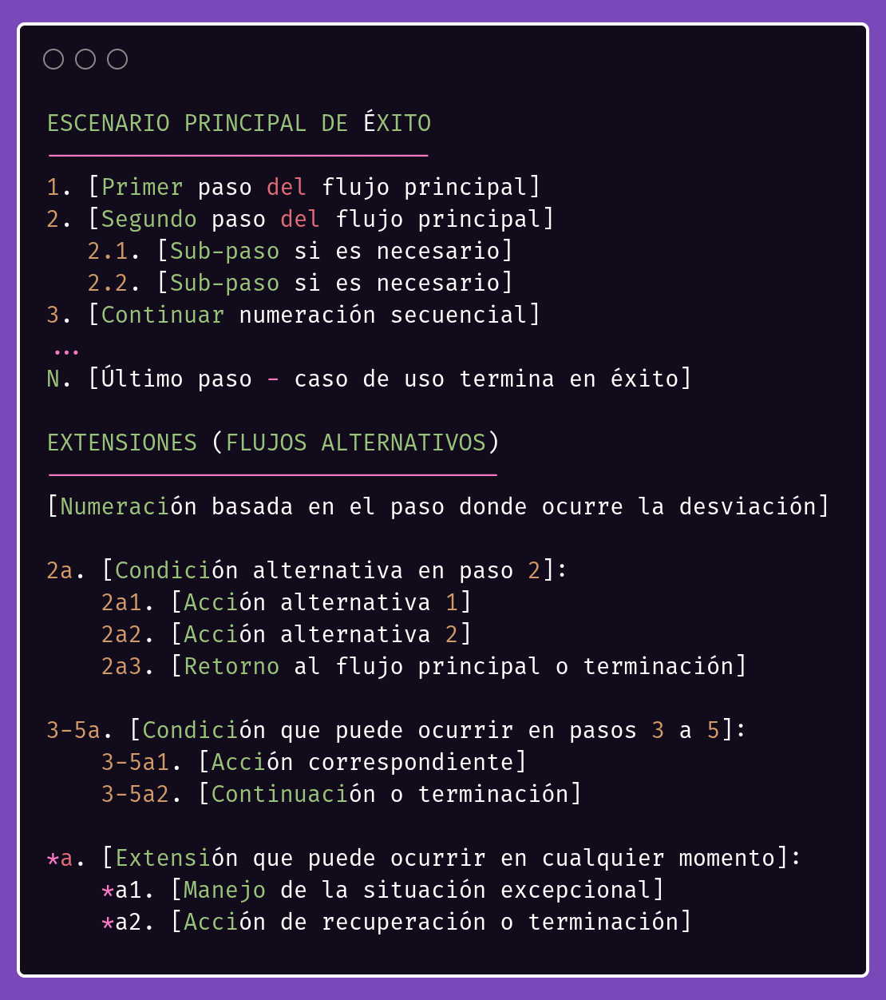 ESCENARIO PRINCIPAL DE ÉXITO
────────────────────────────
1. [Primer paso del flujo principal]
2. [Segundo paso del flujo principal]
   2.1. [Sub-paso si es necesario]
   2.2. [Sub-paso si es necesario]
3. [Continuar numeración secuencial]
...
N. [Último paso - caso de uso termina en éxito]

EXTENSIONES (FLUJOS ALTERNATIVOS)
─────────────────────────────────
[Numeración basada en el paso donde ocurre la desviación]

2a. [Condición alternativa en paso 2]:
    2a1. [Acción alternativa 1]
    2a2. [Acción alternativa 2]
    2a3. [Retorno al flujo principal o terminación]

3-5a. [Condición que puede ocurrir en pasos 3 a 5]:
    3-5a1. [Acción correspondiente]
    3-5a2. [Continuación o terminación]

*a. [Extensión que puede ocurrir en cualquier momento]:
    *a1. [Manejo de la situación excepcional]
    *a2. [Acción de recuperación o terminación]